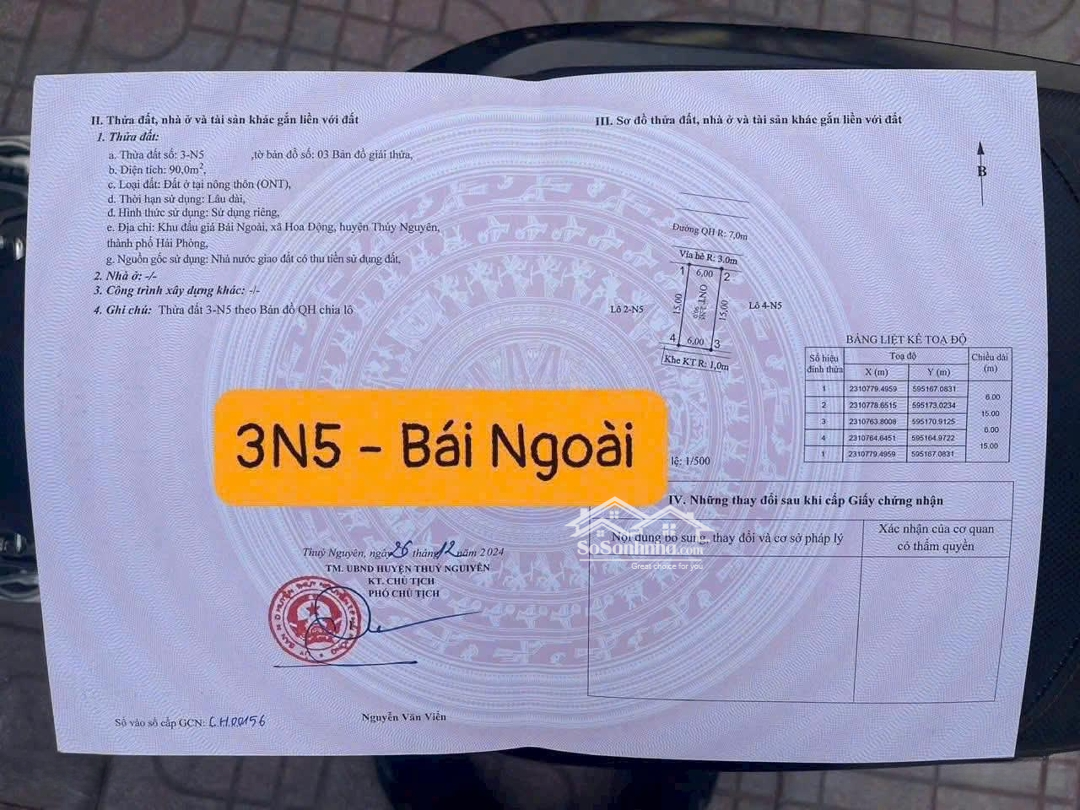 II. Thửa đất, nhà ở và tài sản khác gắn liền với đất
1. Thửa đất:
a. Thửa đất số: 3-N5 ,tờ bản đồ số: 03 Bản đồ giải thửa,
b. Diện tích: 90,0m²,
c. Loại đất: Đất ở tại nông thôn (ONT),
d. Thời hạn sử dụng: Lâu dài,
đ. Hình thức sử dụng: Sử dụng riêng,
e. Địa chỉ: Khu đấu giá Bái Ngoài, xã Hoa Động, huyện Thủy Nguyên,
thành phố Hải Phòng,
g. Nguồn gốc sử dụng: Nhà nước giao đất có thu tiền sử dụng đất,
2. Nhà ở: -/-
3. Công trình xây dựng khác: -/-
4. Ghi chú: Thửa đất 3-N5 theo Bản đồ QH chia lô
3N5 - Bái Ngoài
Thuỷ Nguyên, ngày 26 tháng 12 năm 2024
TM. UBND HUYỆN THUỶ NGUYÊN
KT. CHỦ TỊCH
PHÓ CHỦ TỊCH
Nguyễn Văn Viển
Số vào sổ cấp GCN: CH00156
III. Sơ đồ thửa đất, nhà ở và tài sản khác gắn liền với đất
B
Đường QH R: 7,0m
Vỉa hè R: 3.0m
1 6,00 2
15,00 ONT 15,00
Lô 2-N5 Lô 4-N5
4 6,00 3
Khe KT R: 1,0m
lệ: 1/500
BẢNG LIỆT KÊ TOẠ ĐỘ
Số hiệu đỉnh thửa Toạ độ Chiều dài (m)
X (m) Y (m)
1 2310779.4959 595167.0831
6.00
2 2310778.6515 595173.0234
15.00
3 2310763.8008 595170.9125
6.00
4 2310764.6451 595164.9722
15.00
1 2310779.4959 595167.0831
IV. Những thay đổi sau khi cấp Giấy chứng nhận
Nội dung bổ sung, thay đổi và cơ sở pháp lý
Xác nhận của cơ quan
có thẩm quyền
SoSonhnha.com
Great choice for you